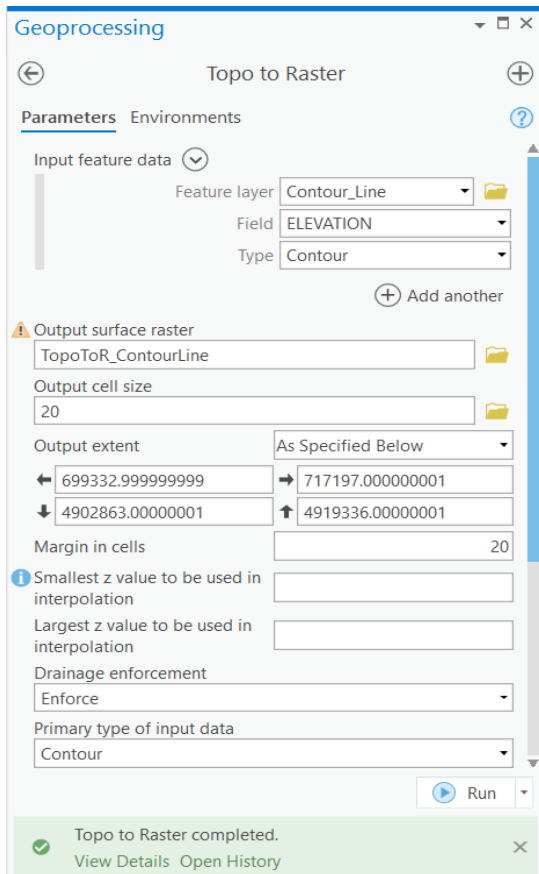 Geoprocessing
Topo to Raster
Parameters Environments
Input feature data
Feature layer Contour_Line
Field ELEVATION
Type Contour
Add another
Output surface raster
TopoToR_ContourLine
Output cell size
20
Output extent As Specified Below
699332.999999999 717197.000000001
4902863.00000001 4919336.00000001
Margin in cells 20
Smallest z value to be used in
interpolation
Largest z value to be used in
interpolation
Drainage enforcement
Enforce
Primary type of input data
Contour
Run
Topo to Raster completed.
View Details Open History